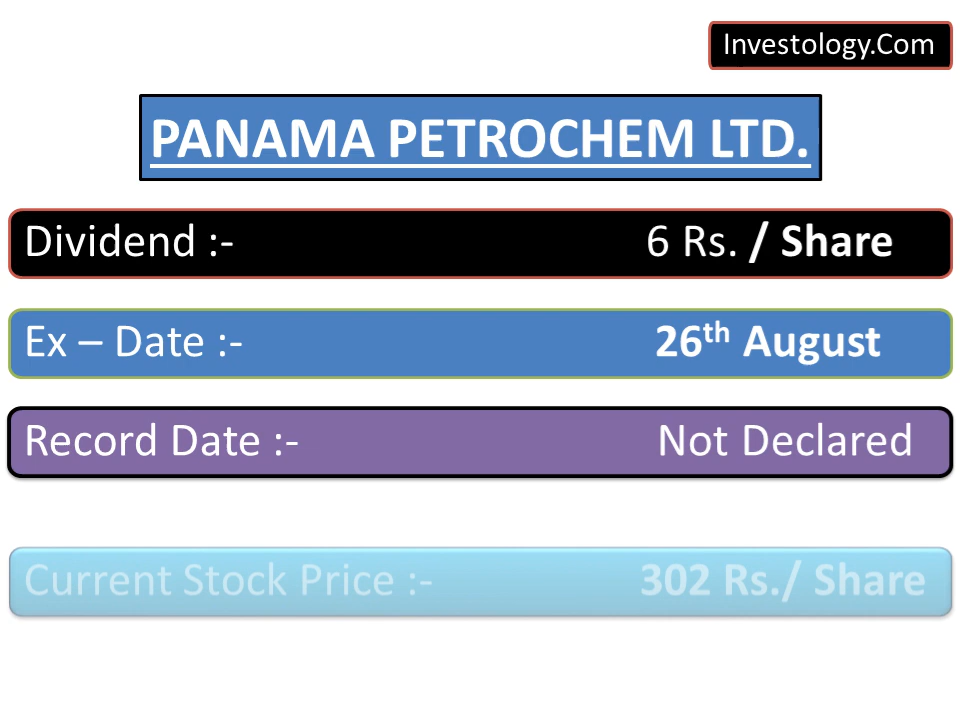 Investology.Com
PANAMA PETROCHEM LTD.
Dividend :- 6 Rs. / Share
Ex – Date :- 26th August
Record Date :- Not Declared
Current Stock Price :- 302 Rs./ Share